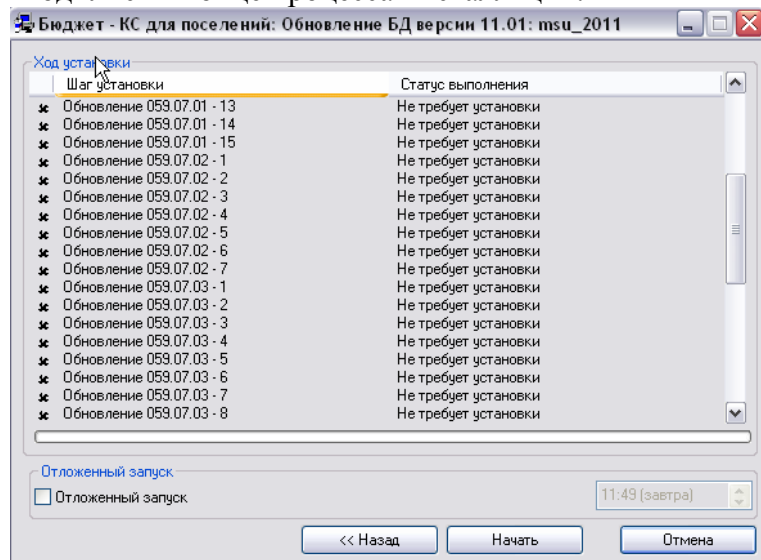 Бюджет - КС для поселений: Обновление БД версии 11.01: msu_2011
Ход установки
Шаг установки Статус выполнения
Обновление 059.07.01 - 13 Не требует установки
Обновление 059.07.01 - 14 Не требует установки
Обновление 059.07.01 - 15 Не требует установки
Обновление 059.07.02 - 1 Не требует установки
Обновление 059.07.02 - 2 Не требует установки
Обновление 059.07.02 - 3 Не требует установки
Обновление 059.07.02 - 4 Не требует установки
Обновление 059.07.02 - 5 Не требует установки
Обновление 059.07.02 - 6 Не требует установки
Обновление 059.07.02 - 7 Не требует установки
Обновление 059.07.03 - 1 Не требует установки
Обновление 059.07.03 - 2 Не требует установки
Обновление 059.07.03 - 3 Не требует установки
Обновление 059.07.03 - 4 Не требует установки
Обновление 059.07.03 - 5 Не требует установки
Обновление 059.07.03 - 6 Не требует установки
Обновление 059.07.03 - 7 Не требует установки
Обновление 059.07.03 - 8 Не требует установки
Отложенный запуск
Отложенный запуск 11:49 (завтра)
<< Назад Начать Отмена